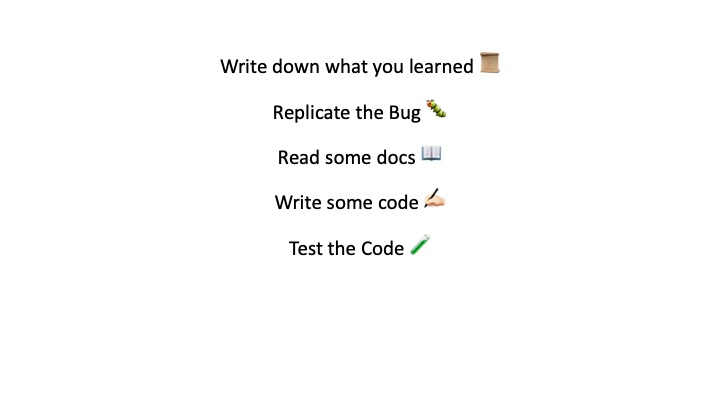 Write down what you learned 📜
Replicate the Bug 🐛
Read some docs 📖
Write some code ✍🏻
Test the Code 🧪